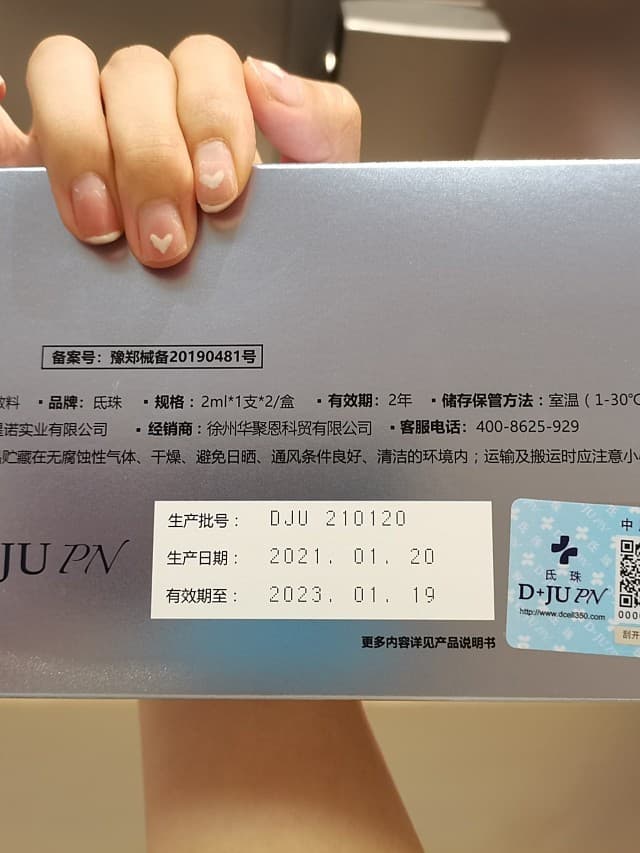 备案号：豫郑械备20190481号
敷料 ▪品牌：氐珠 ▪规格：2ml*1支*2/盒 ▪有效期：2年 ▪储存保管方法：室温（1-30℃
诺实业有限公司 ▪经销商：徐州华聚恩科贸有限公司 ▪客服电话：400-8625-929
贮藏在无腐蚀性气体、干燥、避免日晒、通风条件良好、清洁的环境内；运输及搬运时应注意小心
JU PN
生产批号： DJU 210120
生产日期： 2021. 01. 20
有效期至： 2023. 01. 19
更多内容详见产品说明书
中
氐 珠
D+JU PN
http://www.dcell350.com
刮开